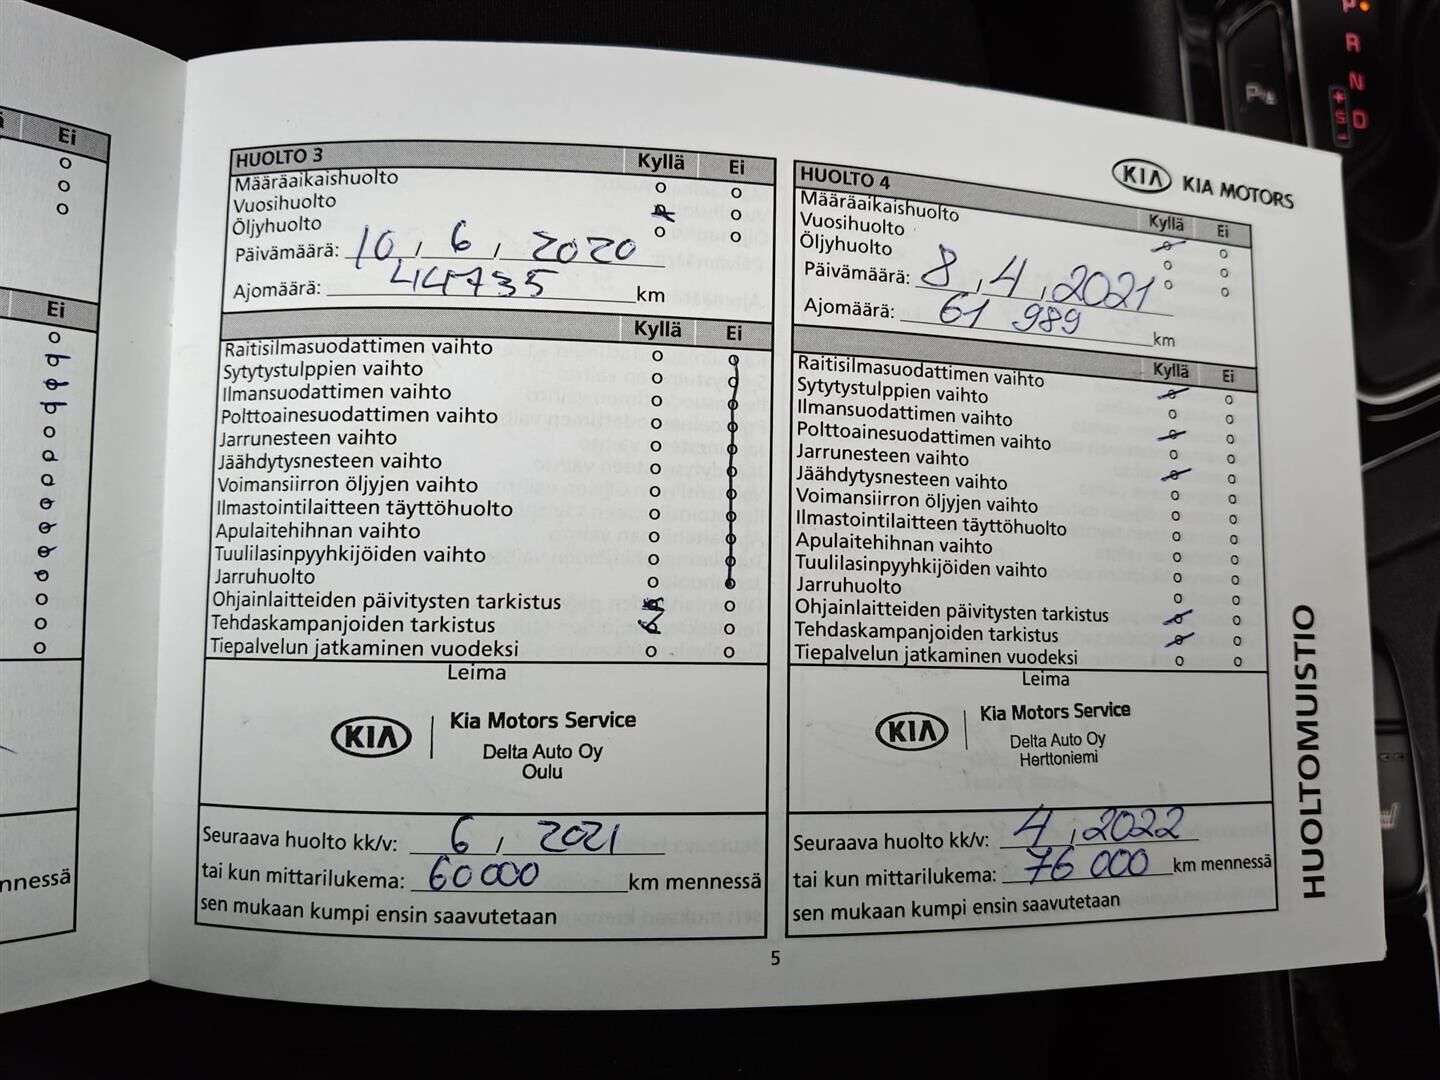 Ei
Ei
nnessä
HUOLTO 3 Kyllä Ei
Määräaikaishuolto
Vuosihuolto
Öljyhuolto
Päivämäärä: 10, 6, 2020
Ajomäärä: 44735 km
Kyllä Ei
Raitisilmasuodattimen vaihto
Sytytystulppien vaihto
Ilmansuodattimen vaihto
Polttoainesuodattimen vaihto
Jarrunesteen vaihto
Jäähdytysnesteen vaihto
Voimansiirron öljyjen vaihto
Ilmastointilaitteen täyttöhuolto
Apulaitehihnan vaihto
Tuulilasinpyyhkijöiden vaihto
Jarruhuolto
Ohjainlaitteiden päivitysten tarkistus
Tehdaskampanjoiden tarkistus
Tiepalvelun jatkaminen vuodeksi
Leima
KIA Kia Motors Service
Delta Auto Oy
Oulu
Seuraava huolto kk/v: 6, 2021
tai kun mittarilukema: 60000 km mennessä
sen mukaan kumpi ensin saavutetaan
KIA KIA MOTORS
HUOLTO 4 Kyllä Ei
Määräaikaishuolto
Vuosihuolto
Öljyhuolto
Päivämäärä: 8, 4, 2021
Ajomäärä: 61 989 km
Kyllä Ei
Raitisilmasuodattimen vaihto
Sytytystulppien vaihto
Ilmansuodattimen vaihto
Polttoainesuodattimen vaihto
Jarrunesteen vaihto
Jäähdytysnesteen vaihto
Voimansiirron öljyjen vaihto
Ilmastointilaitteen täyttöhuolto
Apulaitehihnan vaihto
Tuulilasinpyyhkijöiden vaihto
Jarruhuolto
Ohjainlaitteiden päivitysten tarkistus
Tehdaskampanjoiden tarkistus
Tiepalvelun jatkaminen vuodeksi
Leima
KIA Kia Motors Service
Delta Auto Oy
Herttoniemi
Seuraava huolto kk/v: 4, 2022
tai kun mittarilukema: 76 000 km mennessä
sen mukaan kumpi ensin saavutetaan
HUOLTOMUISTIO
5
P
R
N
D
+
S
-